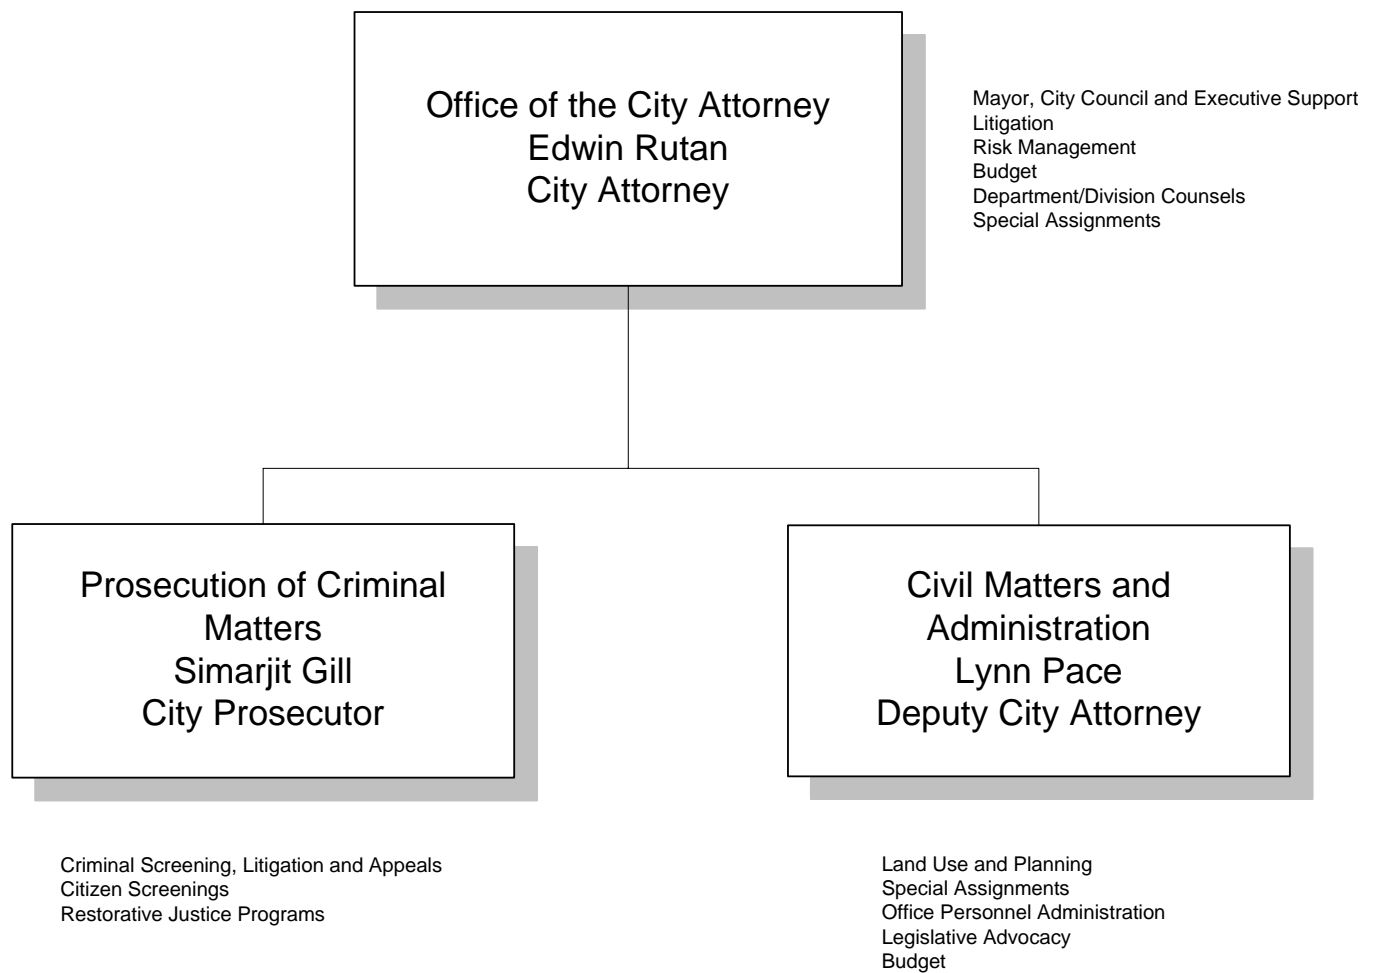 Office of the City Attorney
Edwin Rutan
City Attorney
Mayor, City Council and Executive Support
Litigation
Risk Management
Budget
Department/Division Counsels
Special Assignments
Prosecution of Criminal
Matters
Simarjit Gill
City Prosecutor
Civil Matters and
Administration
Lynn Pace
Deputy City Attorney
Criminal Screening, Litigation and Appeals
Citizen Screenings
Restorative Justice Programs
Land Use and Planning
Special Assignments
Office Personnel Administration
Legislative Advocacy
Budget